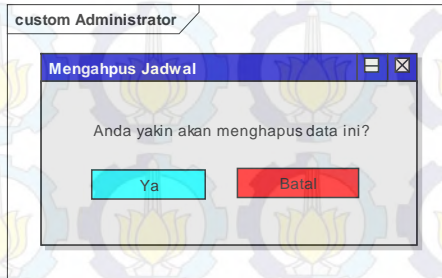 custom Administrator
Mengahpus Jadwal
Anda yakin akan menghapus data ini?
Ya Batal